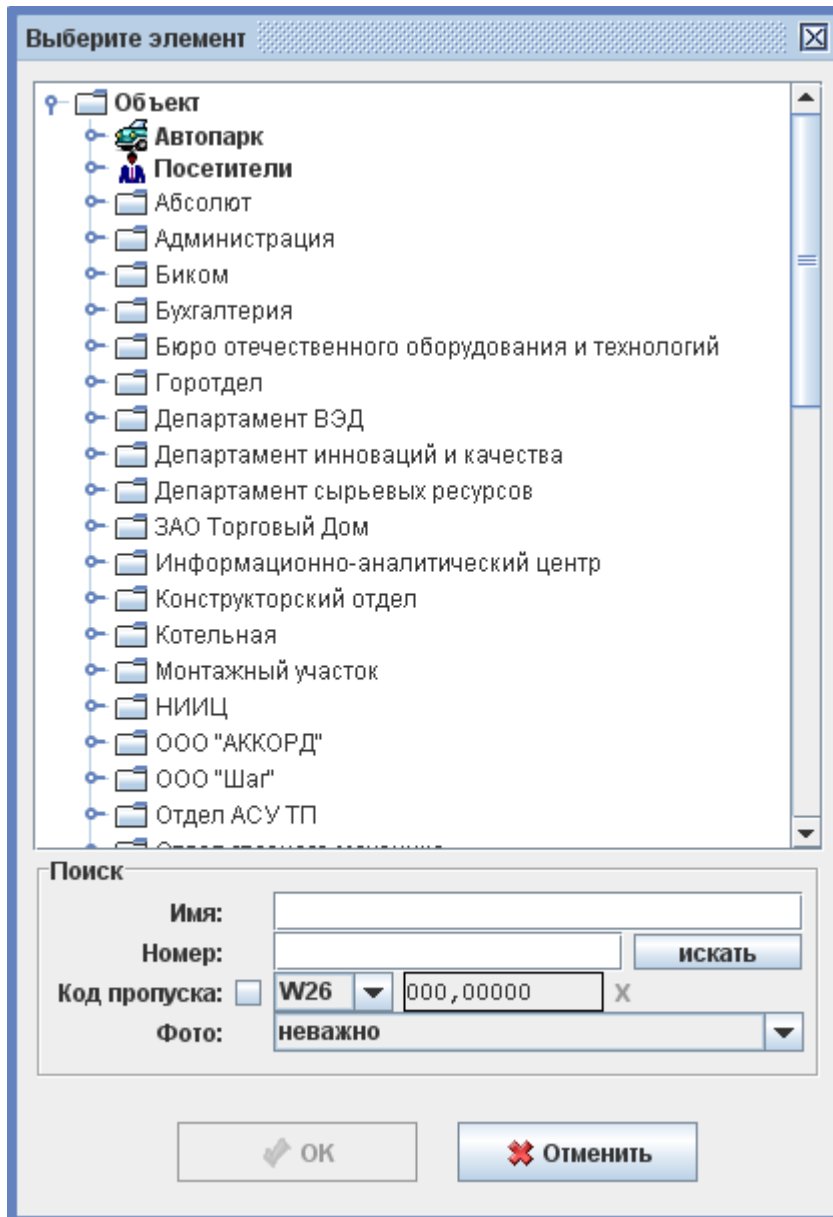 Выберите элемент
Объект
Автопарк
Посетители
Абсолют
Администрация
Биком
Бухгалтерия
Бюро отечественного оборудования и технологий
Горотдел
Департамент ВЭД
Департамент инноваций и качества
Департамент сырьевых ресурсов
ЗАО Торговый Дом
Информационно-аналитический центр
Конструкторский отдел
Котельная
Монтажный участок
НИИЦ
ООО "АККОРД"
ООО "Шаг"
Отдел АСУ ТП
Поиск
Имя:
Номер: искать
Код пропуска: W26 000,00000 X
Фото: неважно
ОК Отменить